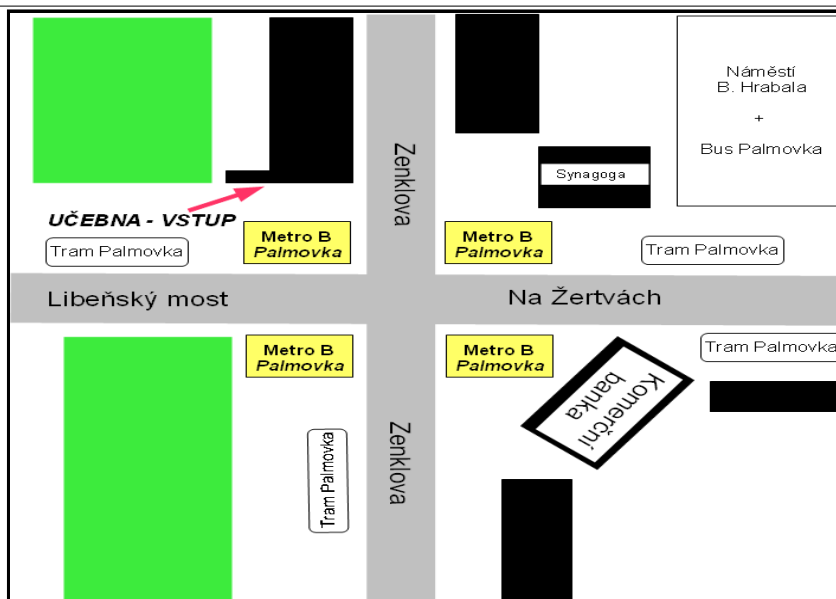 Náměstí
B. Hrabala
+
Bus Palmovka
Zenklova
Synagoga
UČEBNA - VSTUP
Tram Palmovka
Metro B
Palmovka
Metro B
Palmovka
Tram Palmovka
Libeňský most
Na Žertvách
Metro B
Palmovka
Metro B
Palmovka
Tram Palmovka
Komerční
banka
Zenklova
Tram Palmovka